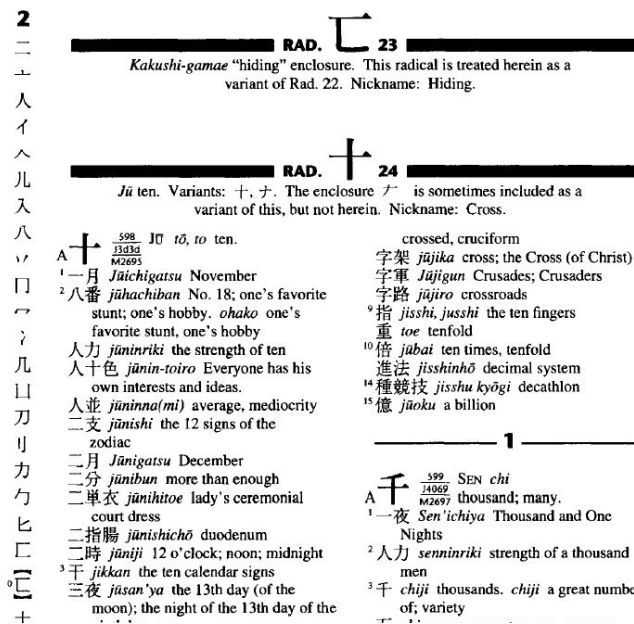 2
二
亠
人
亻
𠆢
儿
入
八
丷
冂
冖
冫
几
凵
刀
刂
力
勹
匕
匚
【匸】
十
RAD. 匸 23
Kakushi-gamae “hiding” enclosure. This radical is treated herein as a
variant of Rad. 22. Nickname: Hiding.
RAD. 十 24
Jū ten. Variants: 十, ナ. The enclosure 𠂇 is sometimes included as a
variant of this, but not herein. Nickname: Cross.
A 十 598 J3d3d M2695 JŪ tō, to ten.
1 一月 Jūichigatsu November
2 八番 jūhachiban No. 18; one's favorite
stunt; one's hobby. ohako one's
favorite stunt, one's hobby
人力 jūninriki the strength of ten
人十色 jūnin-toiro Everyone has his
own interests and ideas.
人並 jūninna(mi) average, mediocrity
二支 jūnishi the 12 signs of the
zodiac
二月 Jūnigatsu December
二分 jūnibun more than enough
二単衣 jūnihitoe lady's ceremonial
court dress
二指腸 jūnishichō duodenum
二時 jūniji 12 o'clock; noon; midnight
3 干 jikkan the ten calendar signs
三夜 jūsan'ya the 13th day (of the
moon); the night of the 13th day of the
crossed, cruciform
字架 jūjika cross; the Cross (of Christ)
字軍 Jūjigun Crusades; Crusaders
字路 jūjiro crossroads
9 指 jisshi, jusshi the ten fingers
重 toe tenfold
10 倍 jūbai ten times, tenfold
進法 jisshinhō decimal system
14 種競技 jisshu kyōgi decathlon
15 億 jūoku a billion
1
A 千 599 J4069 M2697 SEN chi
thousand; many.
1 一夜 Sen'ichiya Thousand and One
Nights
2 人力 senninriki strength of a thousand
men
3 千 chiji thousands. chiji a great numbe
of; variety